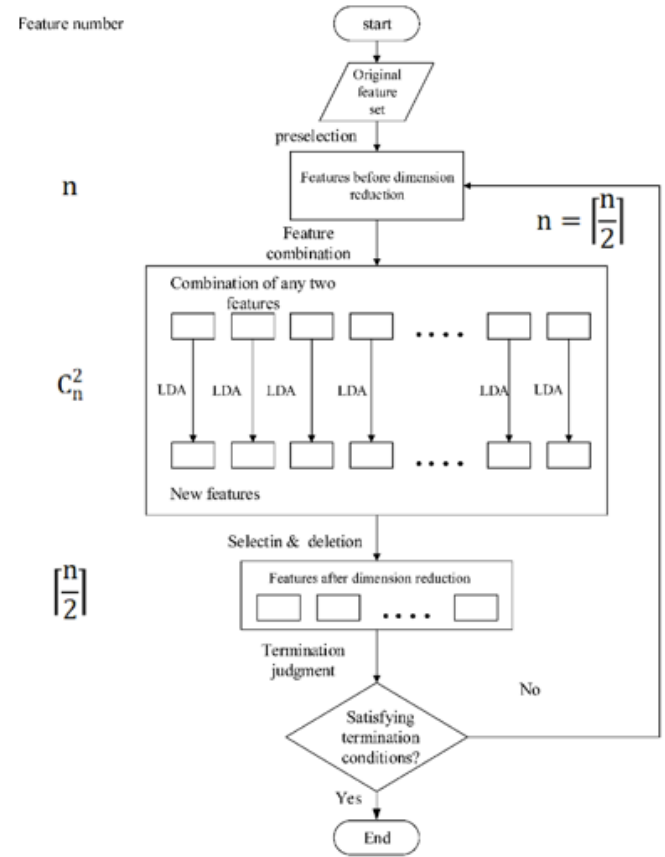 Feature number
start
Original
feature
set
preselection
n
Features before dimension
reduction
n = ⌈n/2⌉
Feature
combination
Combination of any two
features
C_n^2
LDA LDA LDA LDA LDA LDA
New features
Selectin & deletion
⌈n/2⌉
Features after dimension reduction
Termination
judgment
No
Satisfying
termination
conditions?
Yes
End